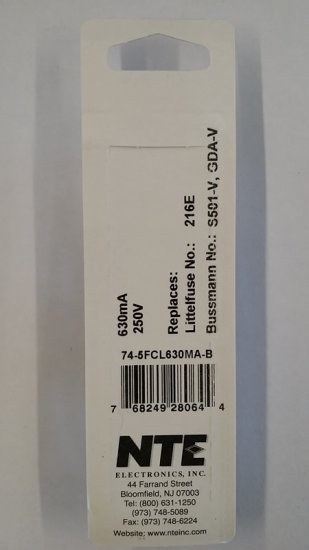 630mA
250V
Replaces:
Littelfuse No.: 216E
Bussmann No.: S501-V, GDA-V
74-5FCL630MA-B
7 68249 28064 4
NTE
ELECTRONICS, INC.
44 Farrand Street
Bloomfield, NJ 07003
Tel: (800) 631-1250
(973) 748-5089
Fax: (973) 748-6224
Website: www.nteinc.com